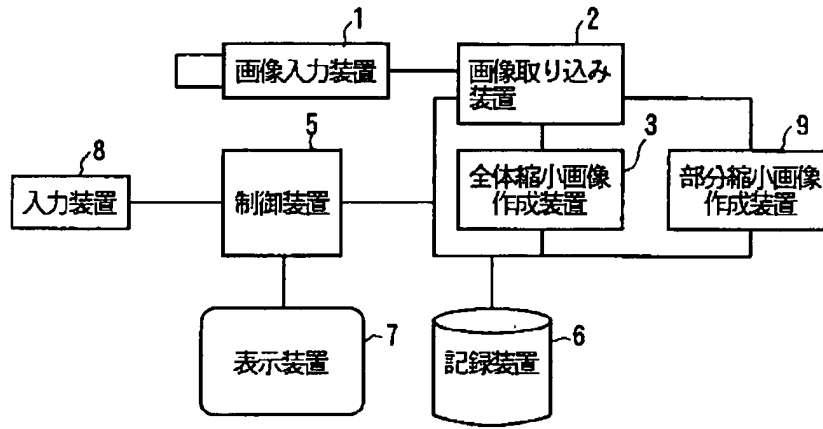 1
画像入力装置
2
画像取り込み
装置
3
全体縮小画像
作成装置
9
部分縮小画像
作成装置
5
制御装置
8
入力装置
7
表示装置
6
記録装置